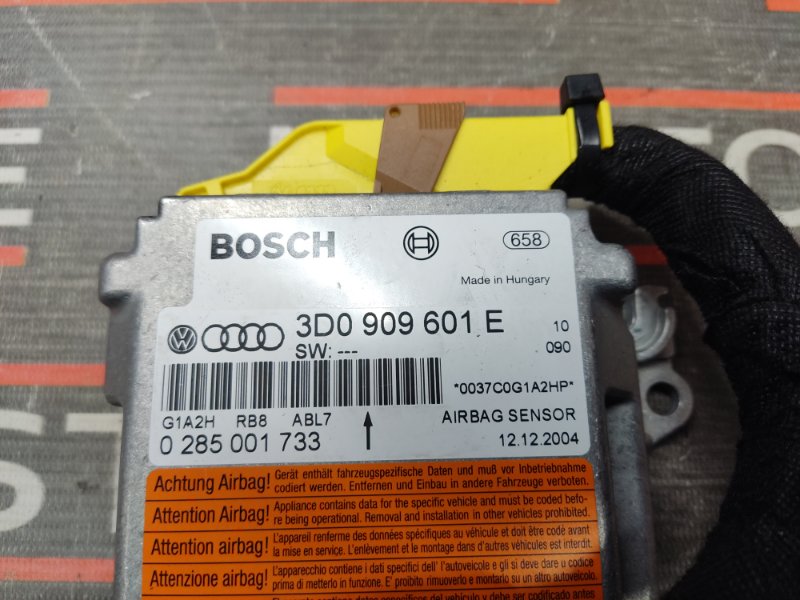 BOSCH
658
Made in Hungary
3D0 909 601 E
10
SW: ---
090
*0037C0G1A2HP*
G1A2H RB8 ABL7
AIRBAG SENSOR
0 285 001 733
12.12.2004
Achtung Airbag! Gerät enthält fahrzeugspezifische Daten und muß vor Inbetriebnahme
codiert werden. Entfernen und Einbau in andere Fahrzeuge verboten.
Attention Airbag! Appliance contains data for the specific vehicle and must be coded befo-
re being operational. Removal and installation in other vehicles prohibited.
Attention airbag! L'appareil renferme des données spécifiques au véhicule et doit être codé avant
la mise en service. L'enlèvement et le montage dans d'autres véhicules est interdit.
Attenzione airbag! L'apparecchio contiene i dati specifici dell' autoveicolo e gli si deve dare u codice
prima di metterlo in funzione. E' proibito rimuoverlo e montarlo su un altro autoveicolo.